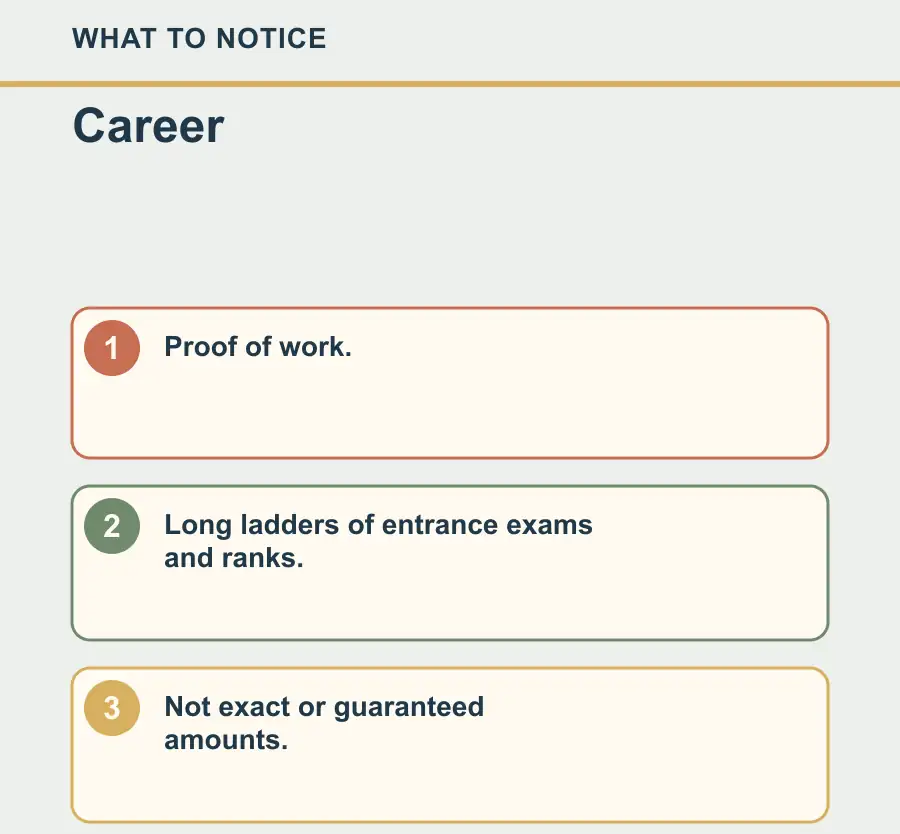 WHAT TO NOTICE
Career
1
Proof of work.
2
Long ladders of entrance exams
and ranks.
3
Not exact or guaranteed
amounts.